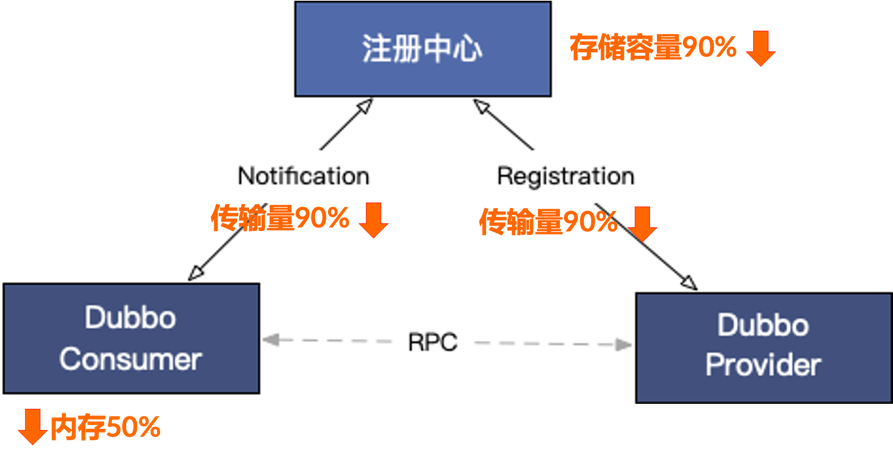 注册中心
存储容量90%
Notification
Registration
传输量90%
传输量90%
Dubbo
Consumer
RPC
Dubbo
Provider
内存50%